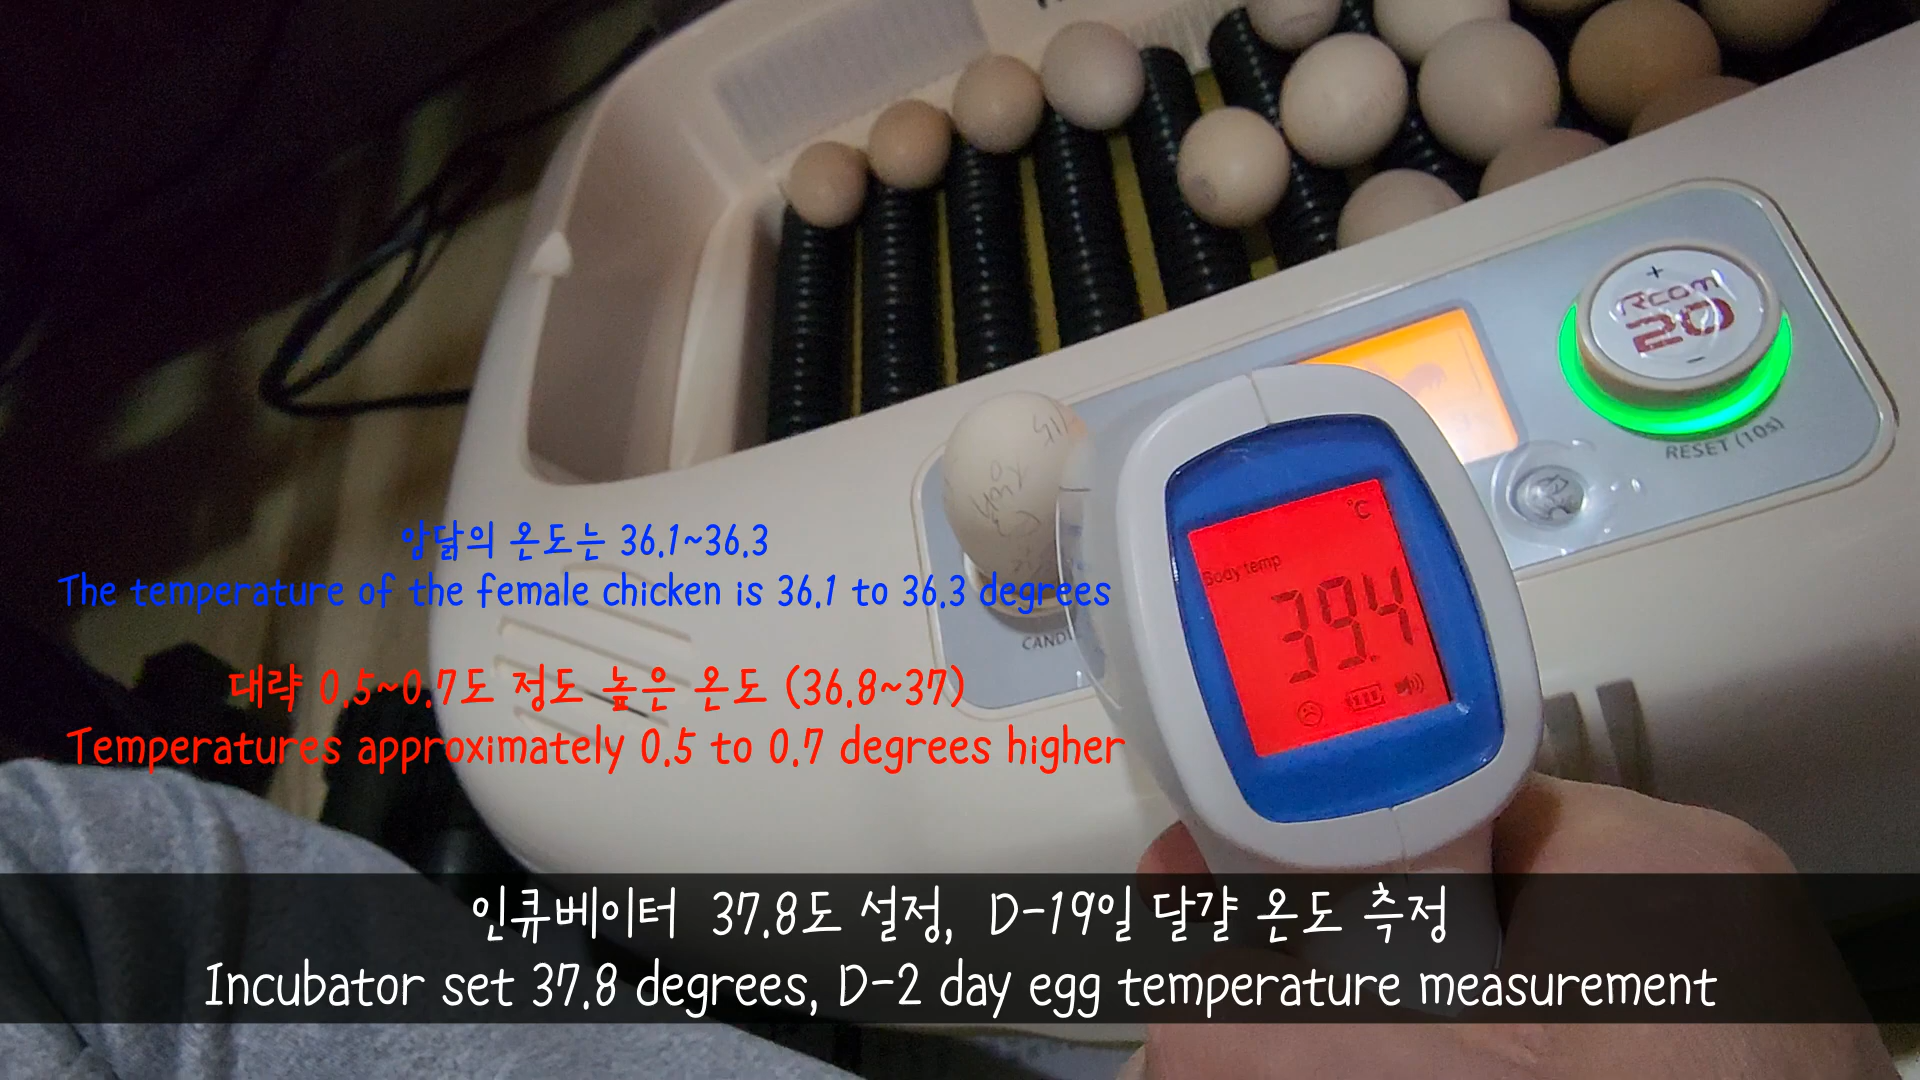 Rcom
20
RESET (10s)
CANDL
°C
Body temp
39.4
암닭의 온도는 36.1~36.3
The temperature of the female chicken is 36.1 to 36.3 degrees
대략 0.5~0.7도 정도 높은 온도 (36.8~37)
Temperatures approximately 0.5 to 0.7 degrees higher
인큐베이터 37.8도 설정, D-19일 달걀 온도 측정
Incubator set 37.8 degrees, D-2 day egg temperature measurement